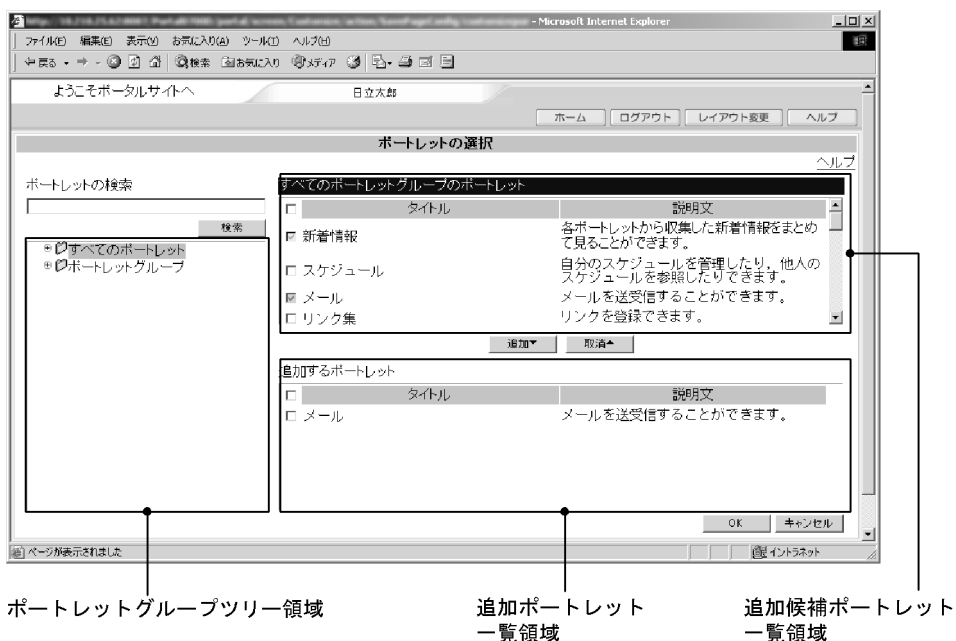 - Microsoft Internet Explorer
ファイル(F) 編集(E) 表示(V) お気に入り(A) ツール(T) ヘルプ(H)
戻る 検索 お気に入り メディア
ようこそポータルサイトへ 日立太郎
ホーム ログアウト レイアウト変更 ヘルプ
ポートレットの選択
ヘルプ
ポートレットの検索
検索
すべてのポートレット
ポートレットグループ
すべてのポートレットグループのポートレット
タイトル 説明文
新着情報 各ポートレットから収集した新着情報をまとめ
て見ることができます。
スケジュール 自分のスケジュールを管理したり，他人の
スケジュールを参照したりできます。
メール メールを送受信することができます。
リンク集 リンクを登録できます。
追加▼ 取消▲
追加するポートレット
タイトル 説明文
メール メールを送受信することができます。
OK キャンセル
ページが表示されました イントラネット
ポートレットグループツリー領域
追加ポートレット
一覧領域
追加候補ポートレット
一覧領域